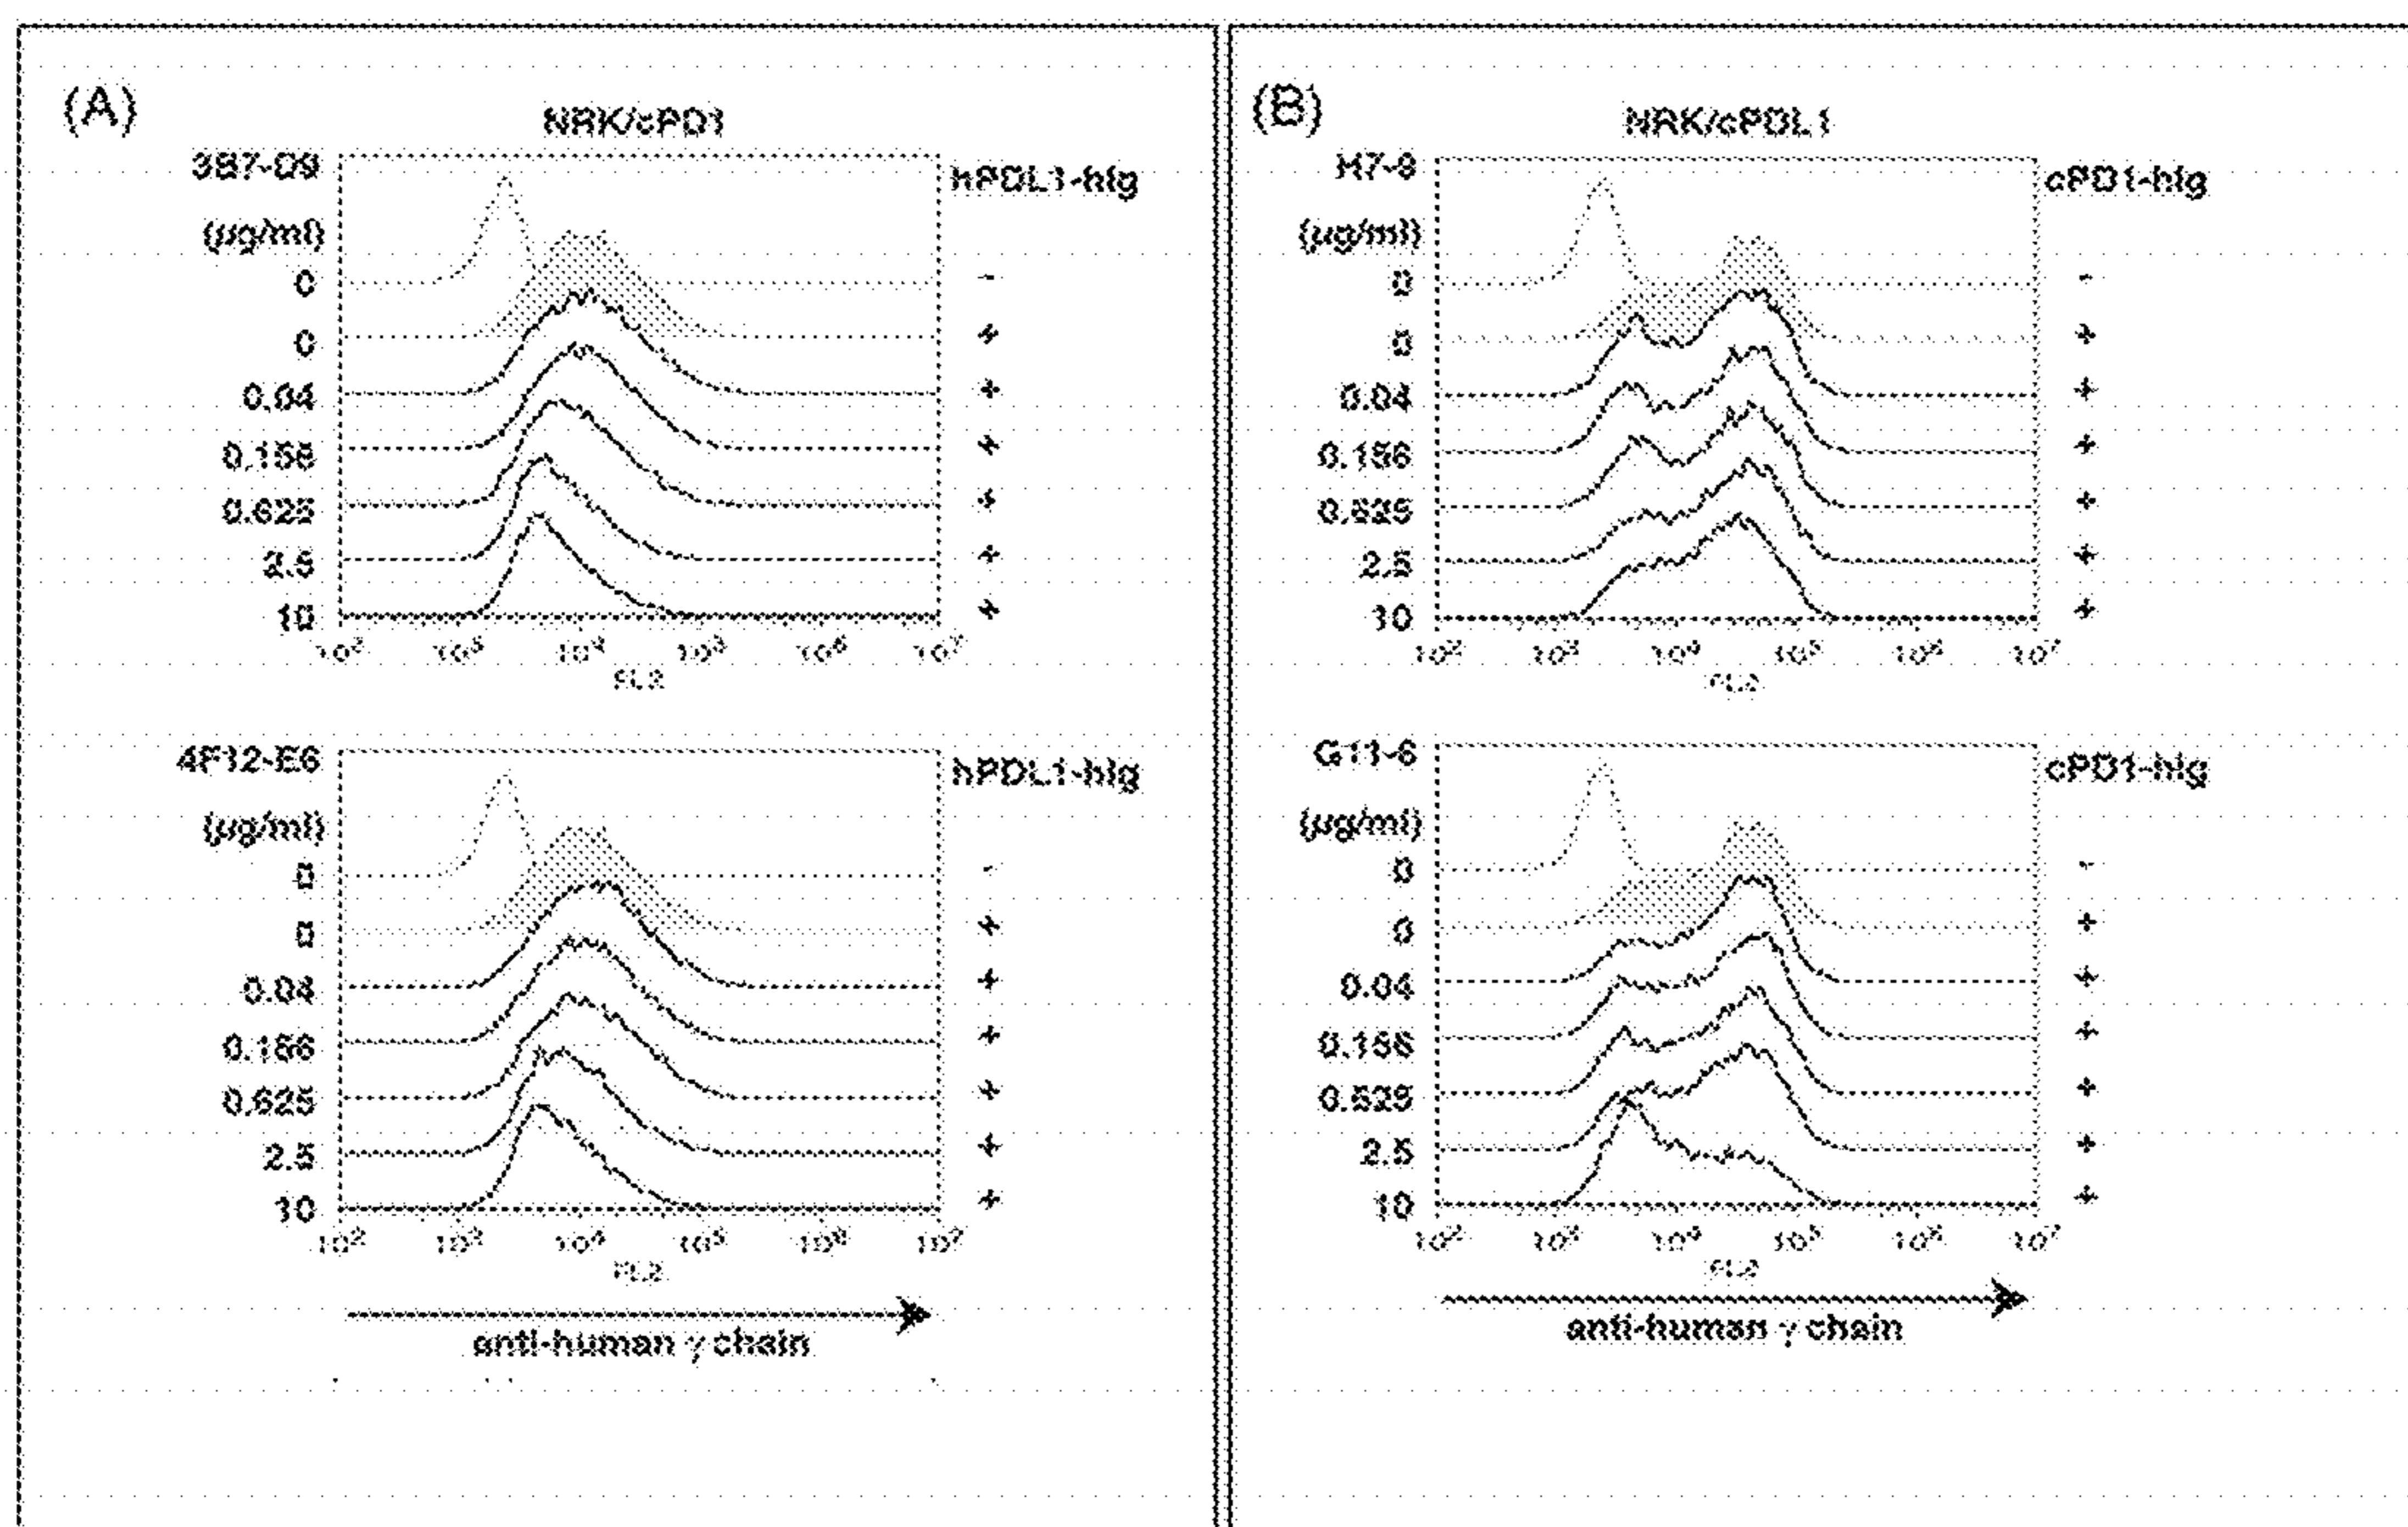 (A)
NRK/cPD1
3B7-D9
hPDL1-hIg
(µg/ml)
0 -
0 +
0.04 +
0.156 +
0.625 +
2.5 +
10 +
10² 10³ 10⁴ 10⁵ 10⁶ 10⁷
FL2
4F12-E6
hPDL1-hIg
(µg/ml)
0 -
0 +
0.04 +
0.156 +
0.625 +
2.5 +
10 +
10² 10³ 10⁴ 10⁵ 10⁶ 10⁷
FL2
anti-human γ chain
(B)
NRK/cPDL1
H7-9
cPD1-hIg
(µg/ml)
0 -
0 +
0.04 +
0.156 +
0.625 +
2.5 +
10 +
10² 10³ 10⁴ 10⁵ 10⁶ 10⁷
FL2
G11-6
cPD1-hIg
(µg/ml)
0 -
0 +
0.04 +
0.156 +
0.625 +
2.5 +
10 +
10² 10³ 10⁴ 10⁵ 10⁶ 10⁷
FL2
anti-human γ chain